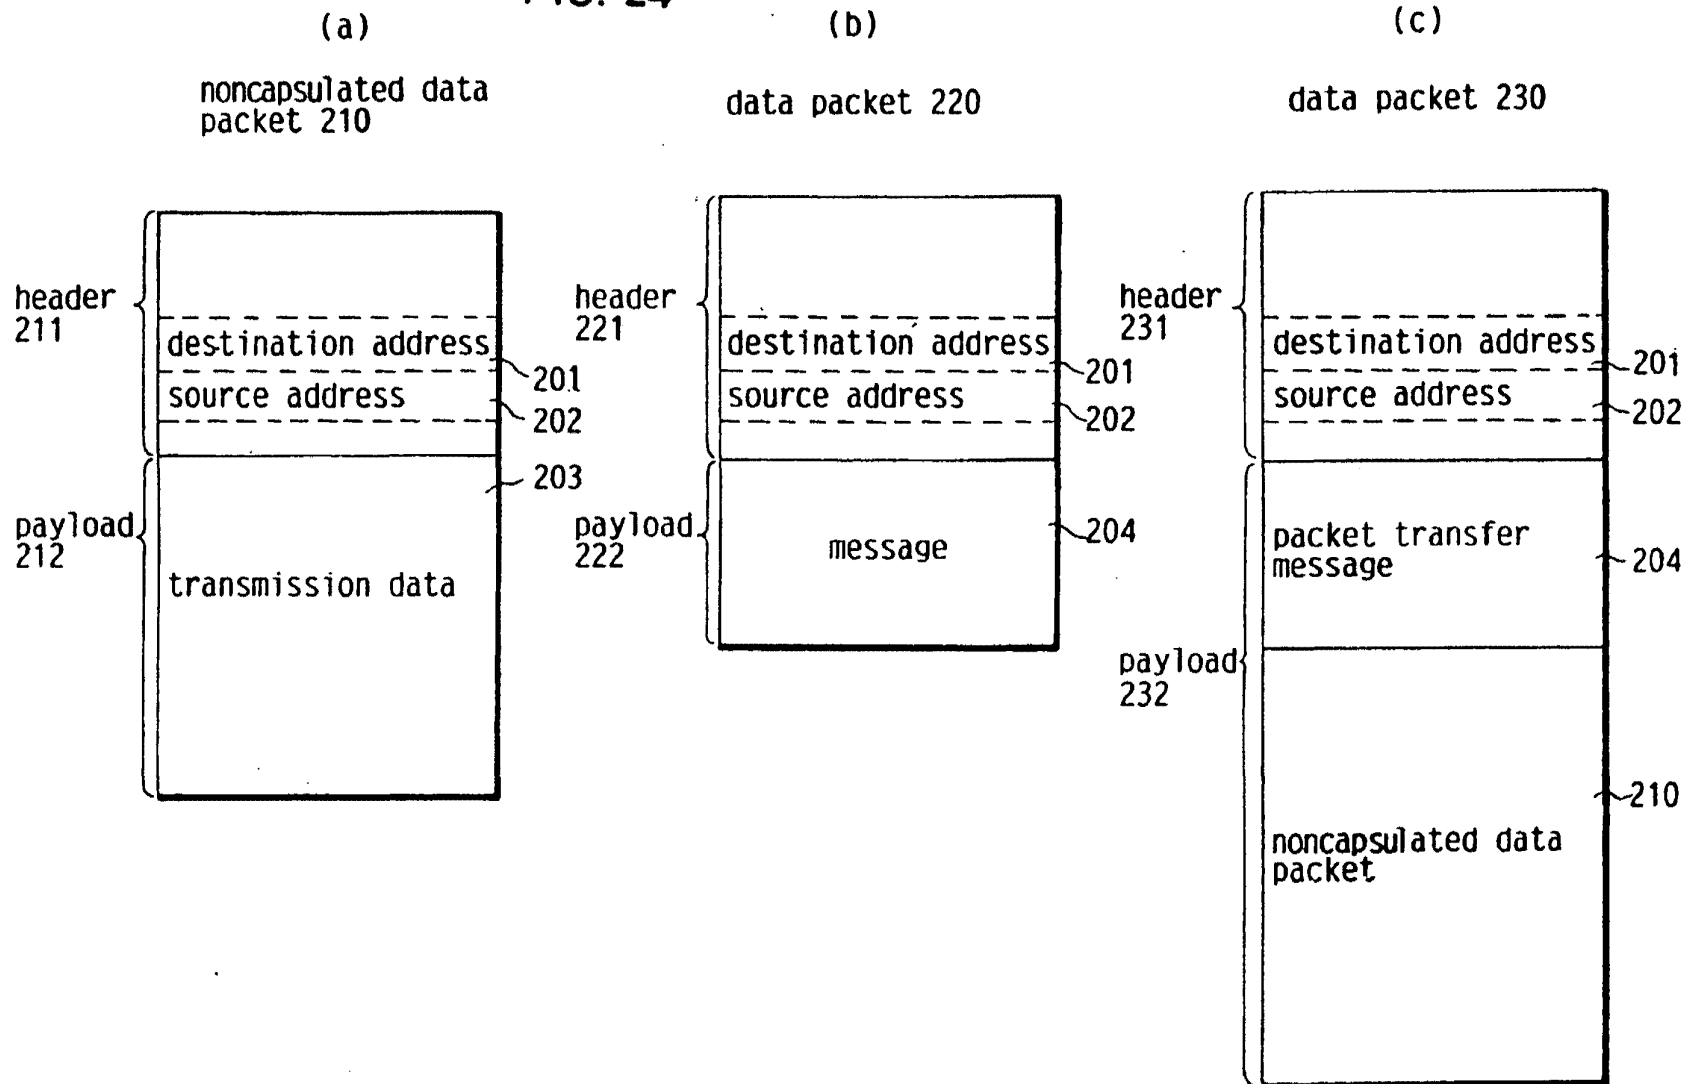 FIG. 24
(a)
noncapsulated data
packet 210
header
211
destination address
201
source address
202
203
payload
212
transmission data
(b)
data packet 220
header
221
destination address
201
source address
202
payload
222
message
204
(c)
data packet 230
header
231
destination address
201
source address
202
packet transfer
message
204
payload
232
210
noncapsulated data
packet